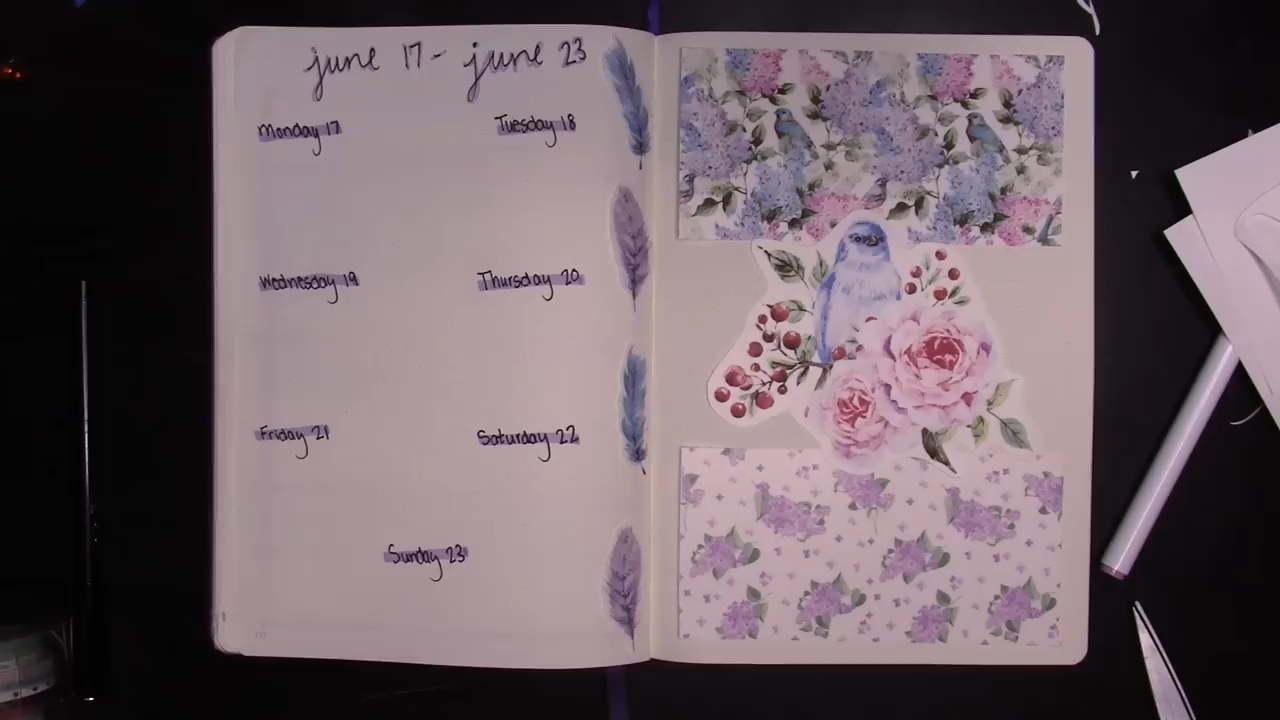 june 17 - june 23
Monday 17
Tuesday 18
Wednesday 19
Thursday 20
Friday 21
Saturday 22
Sunday 23